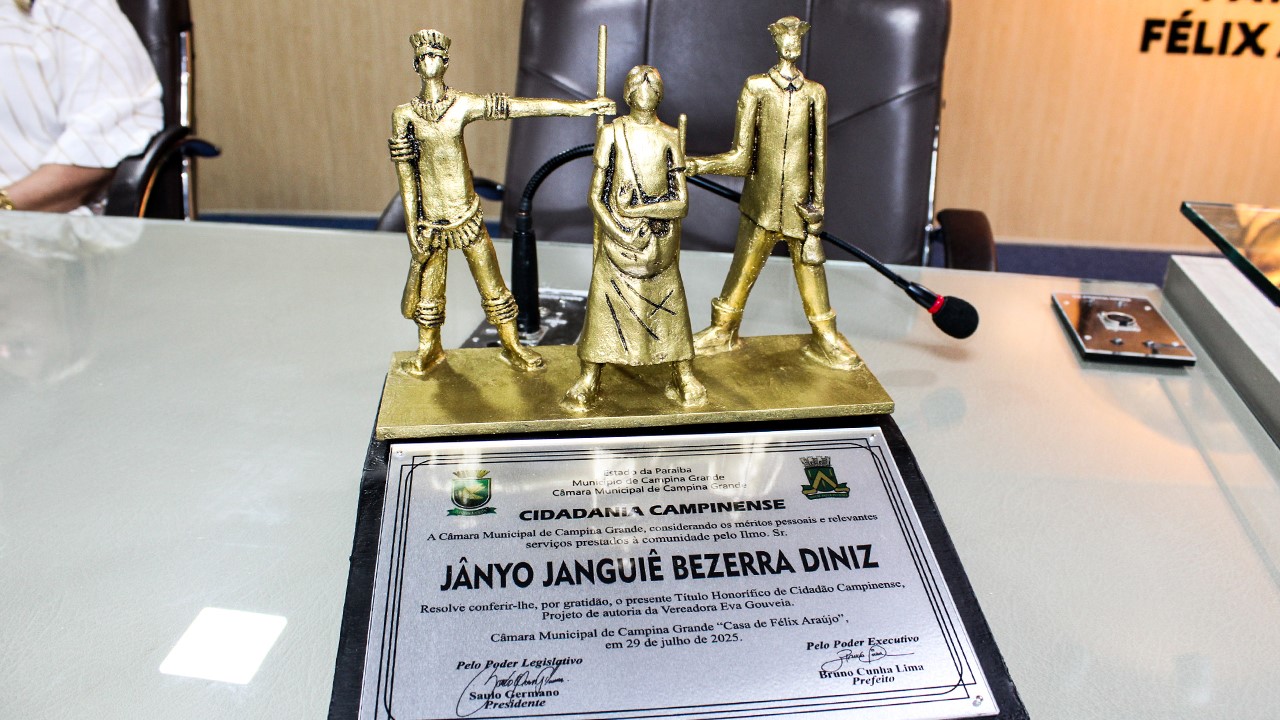 FÉLIX
Estado da Paraíba
Município de Campina Grande
Câmara Municipal de Campina Grande
CIDADANIA CAMPINENSE
A Câmara Municipal de Campina Grande, considerando os méritos pessoais e relevantes
serviços prestados à comunidade pelo Ilmo. Sr.
JÂNYO JANGUIÊ BEZERRA DINIZ
Resolve conferir-lhe, por gratidão, o presente Título Honorífico de Cidadão Campinense,
Projeto de autoria da Vereadora Eva Gouveia.
Câmara Municipal de Campina Grande "Casa de Félix Araújo",
em 29 de julho de 2025.
Pelo Poder Legislativo
Saulo Germano
Presidente
Pelo Poder Executivo
Bruno Cunha Lima
Prefeito